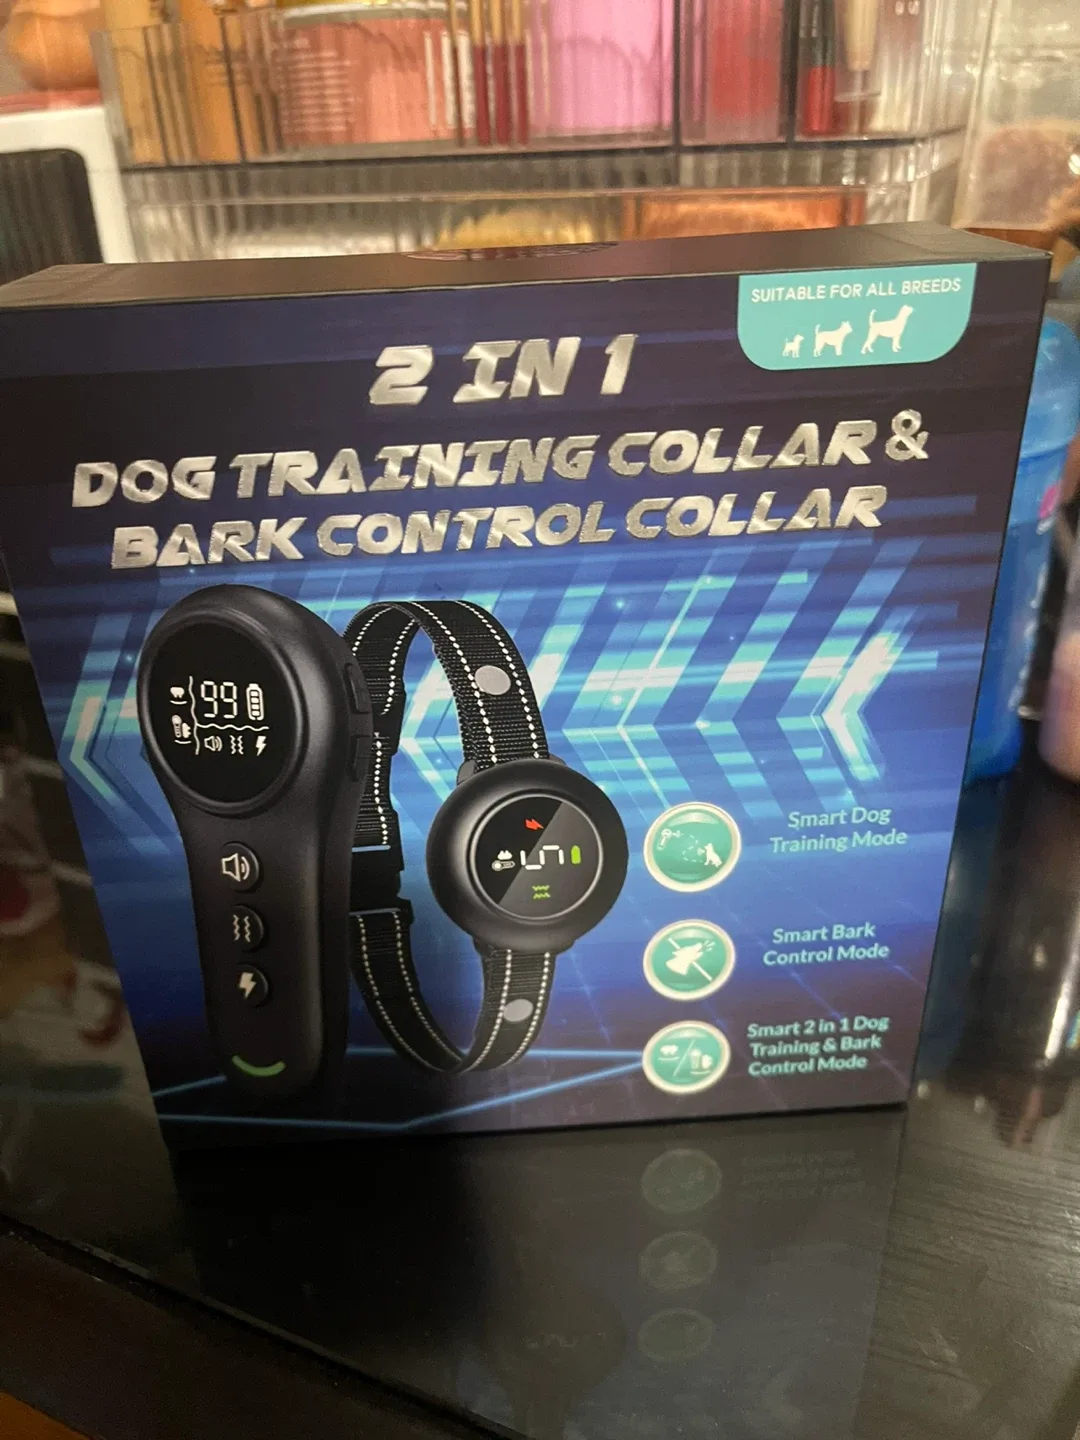 SUITABLE FOR ALL BREEDS
2 IN 1
DOG TRAINING COLLAR &
BARK CONTROL COLLAR
99
Smart Dog
Training Mode
Smart Bark
Control Mode
Smart 2 in 1 Dog
Training & Bark
Control Mode